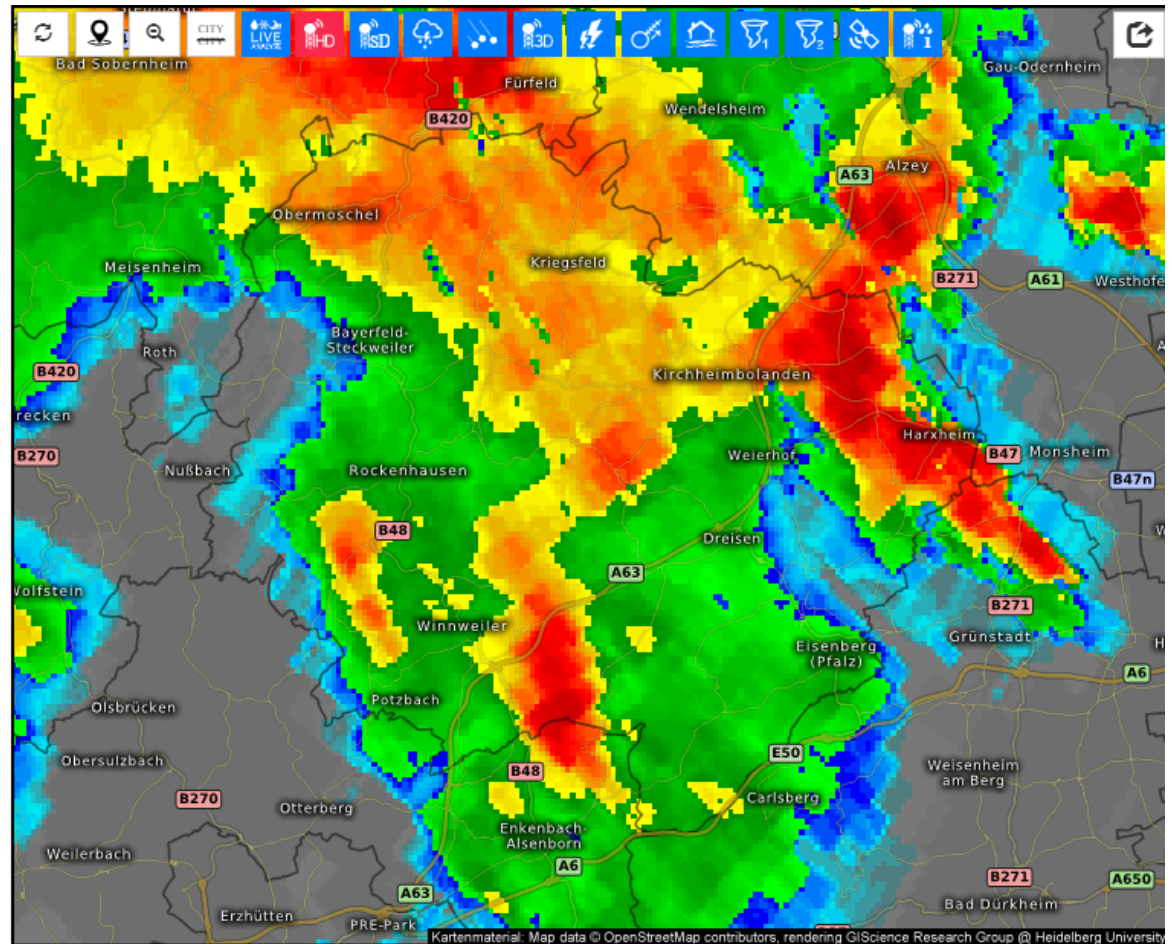 CITY
CITY
LIVE
ANALYSE
HD
SD
3D
1
2
1
Bad Sobernheim
Fürfeld
Gau-Odernheim
Wendelsheim
B420
A63
Alzey
Obermoschel
Kriegsfeld
Meisenheim
B271
A61
Bayerfeld-
Steckweiler
Roth
B420
Kirchheimbolanden
Harxheim
B270
Nußbach
Rockenhausen
Weierhof
B47
Monsheim
B47n
B48
Dreisen
A63
Wolfstein
B271
Winnweiler
Grünstadt
Eisenberg
(Pfalz)
A6
Potzbach
Olsbrücken
Obersulzbach
E50
B48
Weisenheim
am Berg
B270
Otterberg
Carlsberg
Enkenbach-
Alsenborn
Weilerbach
A6
B271
A650
A63
Bad Dürkheim
Erzhütten
PRE-Park
Kartenmaterial: Map data © OpenStreetMap contributors, rendering GIScience Research Group @ Heidelberg University